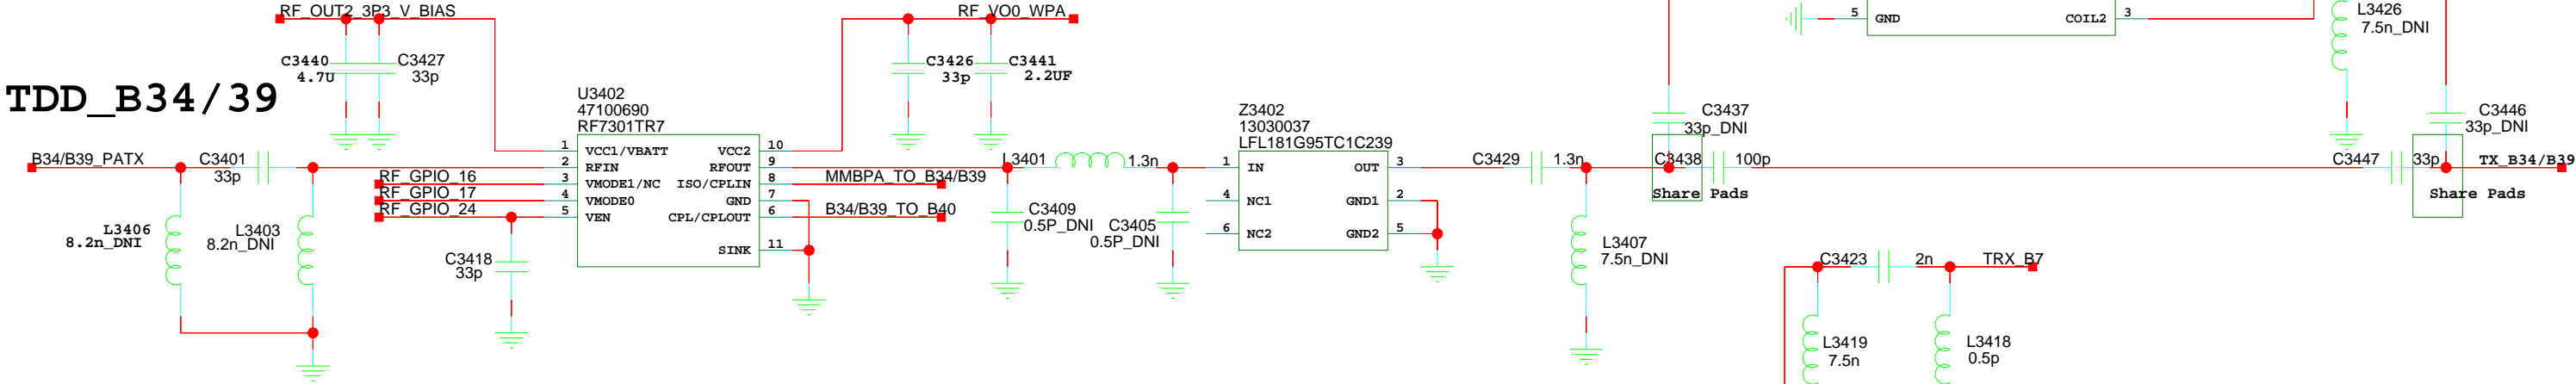 RF_OUT2_3P3_V_BIAS
C3440
4.7U
C3427
33p
TDD_B34/39
B34/B39_PATX
C3401
33p
L3406
8.2n_DNI
L3403
8.2n_DNI
RF_GPIO_16
RF_GPIO_17
RF_GPIO_24
C3418
33p
U3402
47100690
RF7301TR7
1 VCC1/VBATT VCC2 10
2 RFIN RFOUT 9
3 VMODE1/NC ISO/CPLIN 8
4 VMODE0 GND 7
5 VEN CPL/CPLOUT 6
SINK 11
RF_VO0_WPA
C3426
33p
C3441
2.2UF
MMBPA_TO_B34/B39
B34/B39_TO_B40
L3401 1.3n
C3409
0.5P_DNI
C3405
0.5P_DNI
Z3402
13030037
LFL181G95TC1C239
1 IN OUT 3
4 NC1 GND1 2
6 NC2 GND2 5
C3429 1.3n
L3407
7.5n_DNI
C3437
33p_DNI
C3438 100p
Share Pads
5 GND COIL2 3
L3426
7.5n_DNI
C3446
33p_DNI
C3447 33p
TX_B34/B39
Share Pads
C3423 2n TRX_B7
L3419
7.5n
L3418
0.5p